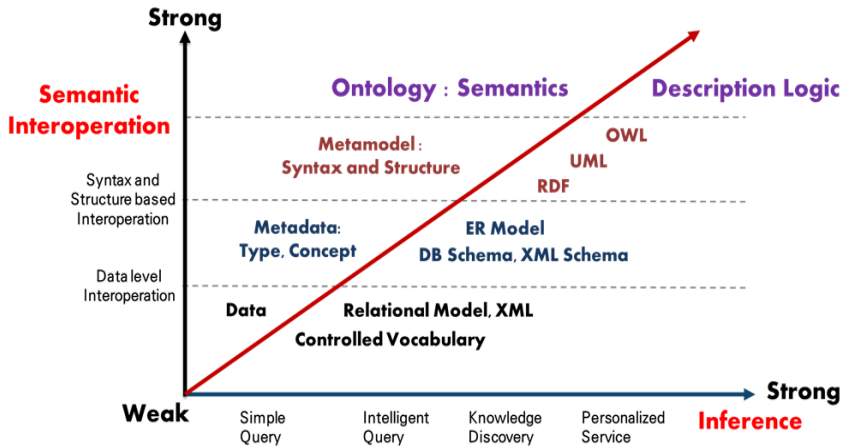 Strong
Semantic
Interoperation
Ontology : Semantics
Description Logic
Metamodel :
Syntax and Structure
OWL
UML
RDF
Syntax and
Structure based
Interoperation
Metadata:
Type, Concept
ER Model
DB Schema, XML Schema
Data level
Interoperation
Data
Relational Model, XML
Controlled Vocabulary
Weak
Strong
Inference
Simple
Query
Intelligent
Query
Knowledge
Discovery
Personalized
Service